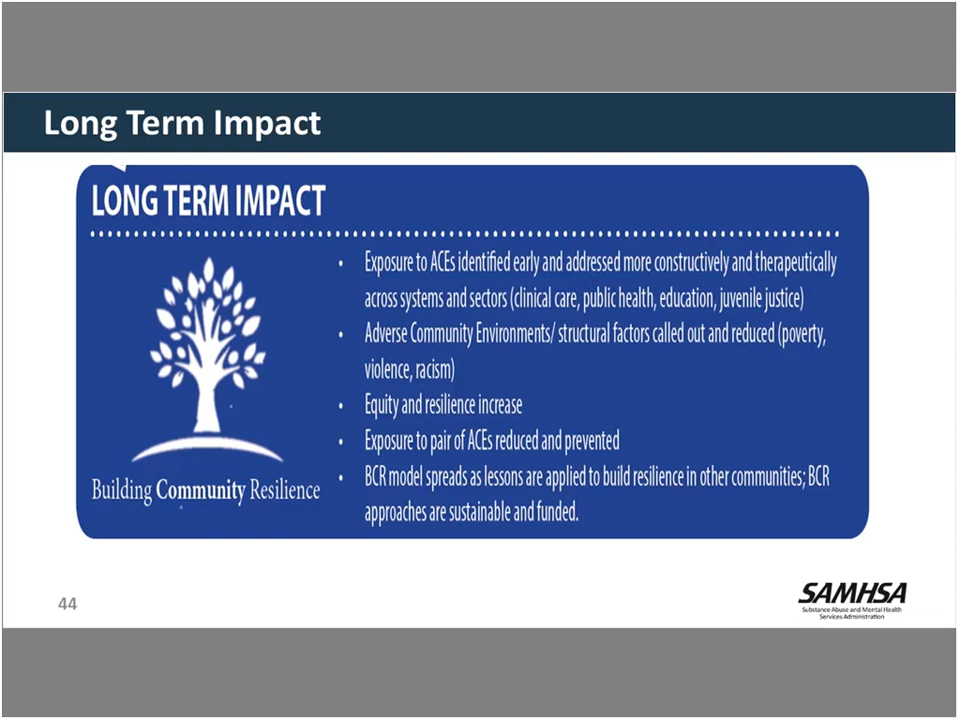 Long Term Impact
LONG TERM IMPACT
• Exposure to ACEs identified early and addressed more constructively and therapeutically
across systems and sectors (clinical care, public health, education, juvenile justice)
• Adverse Community Environments/ structural factors called out and reduced (poverty,
violence, racism)
• Equity and resilience increase
• Exposure to pair of ACEs reduced and prevented
• BCR model spreads as lessons are applied to build resilience in other communities; BCR
approaches are sustainable and funded.
Building Community Resilience
44
SAMHSA
Substance Abuse and Mental Health
Services Administration